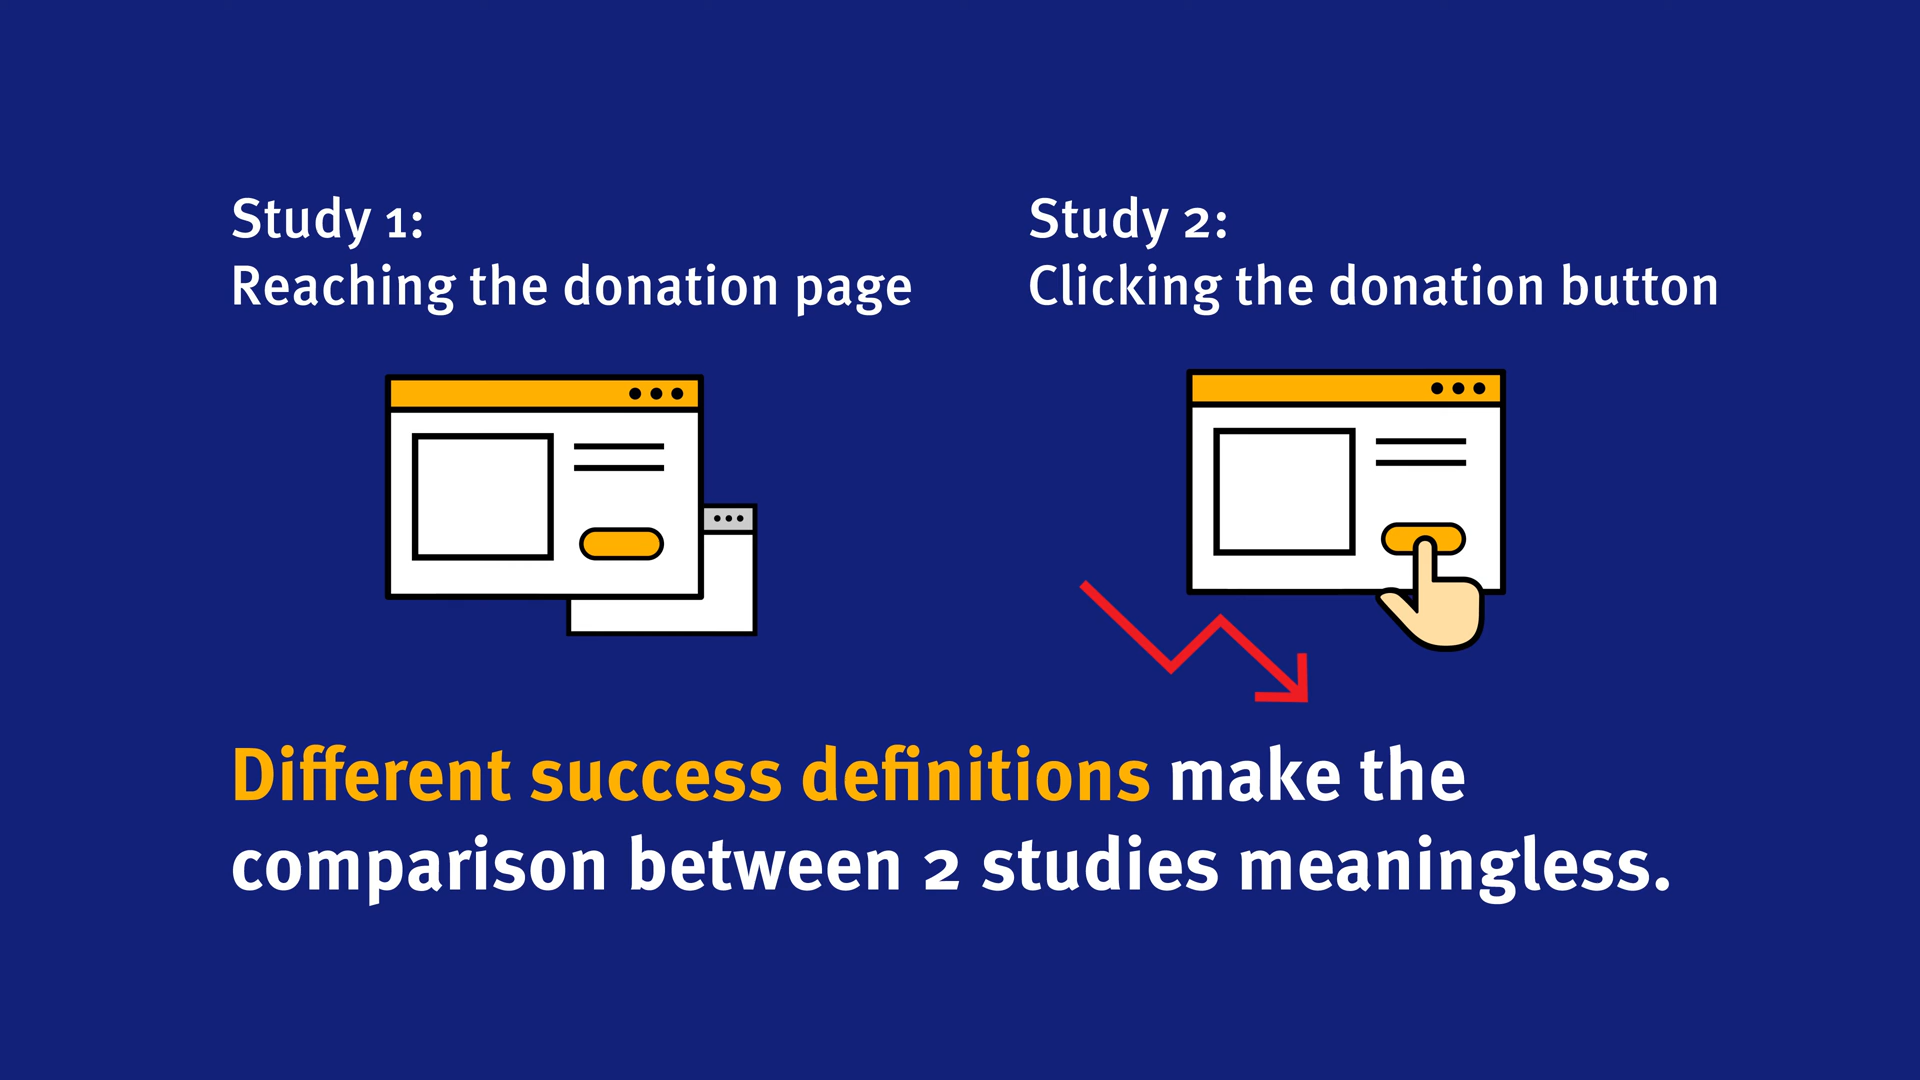 Study 1:
Reaching the donation page
Study 2:
Clicking the donation button
Different success definitions make the
comparison between 2 studies meaningless.